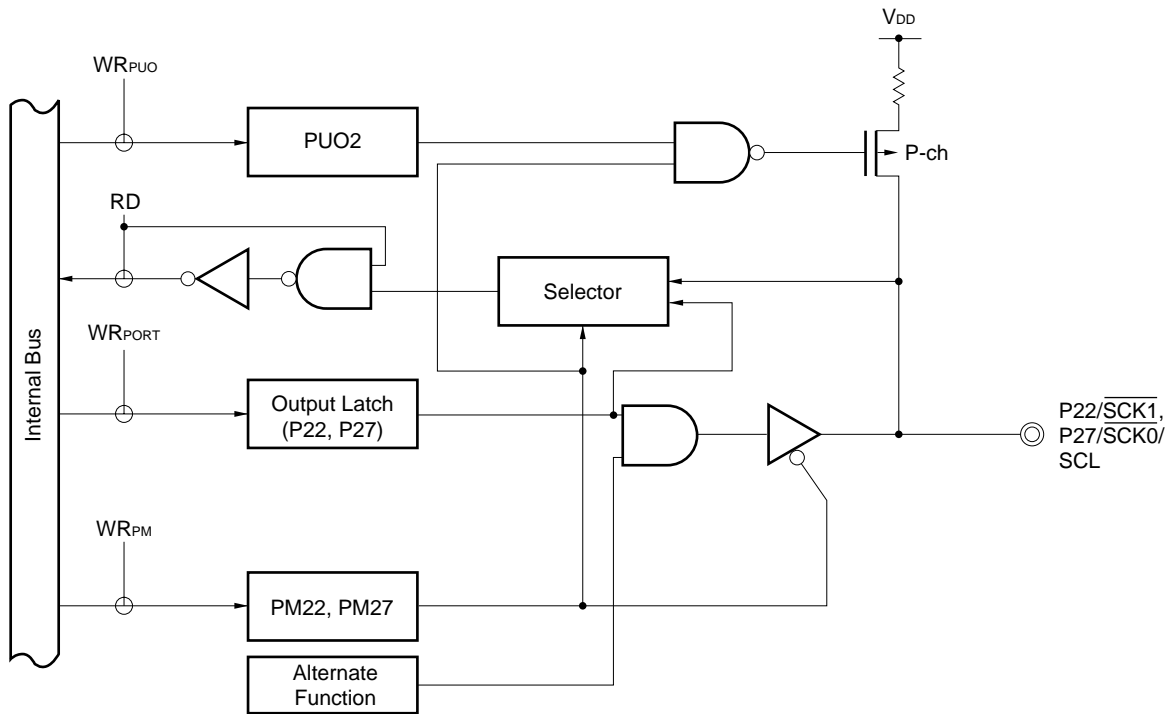 VDD
WRPUO
PUO2
P-ch
RD
Selector
WRPORT
Internal Bus
Output Latch
(P22, P27)
P22/SCK1,
P27/SCK0/
SCL
WRPM
PM22, PM27
Alternate
Function